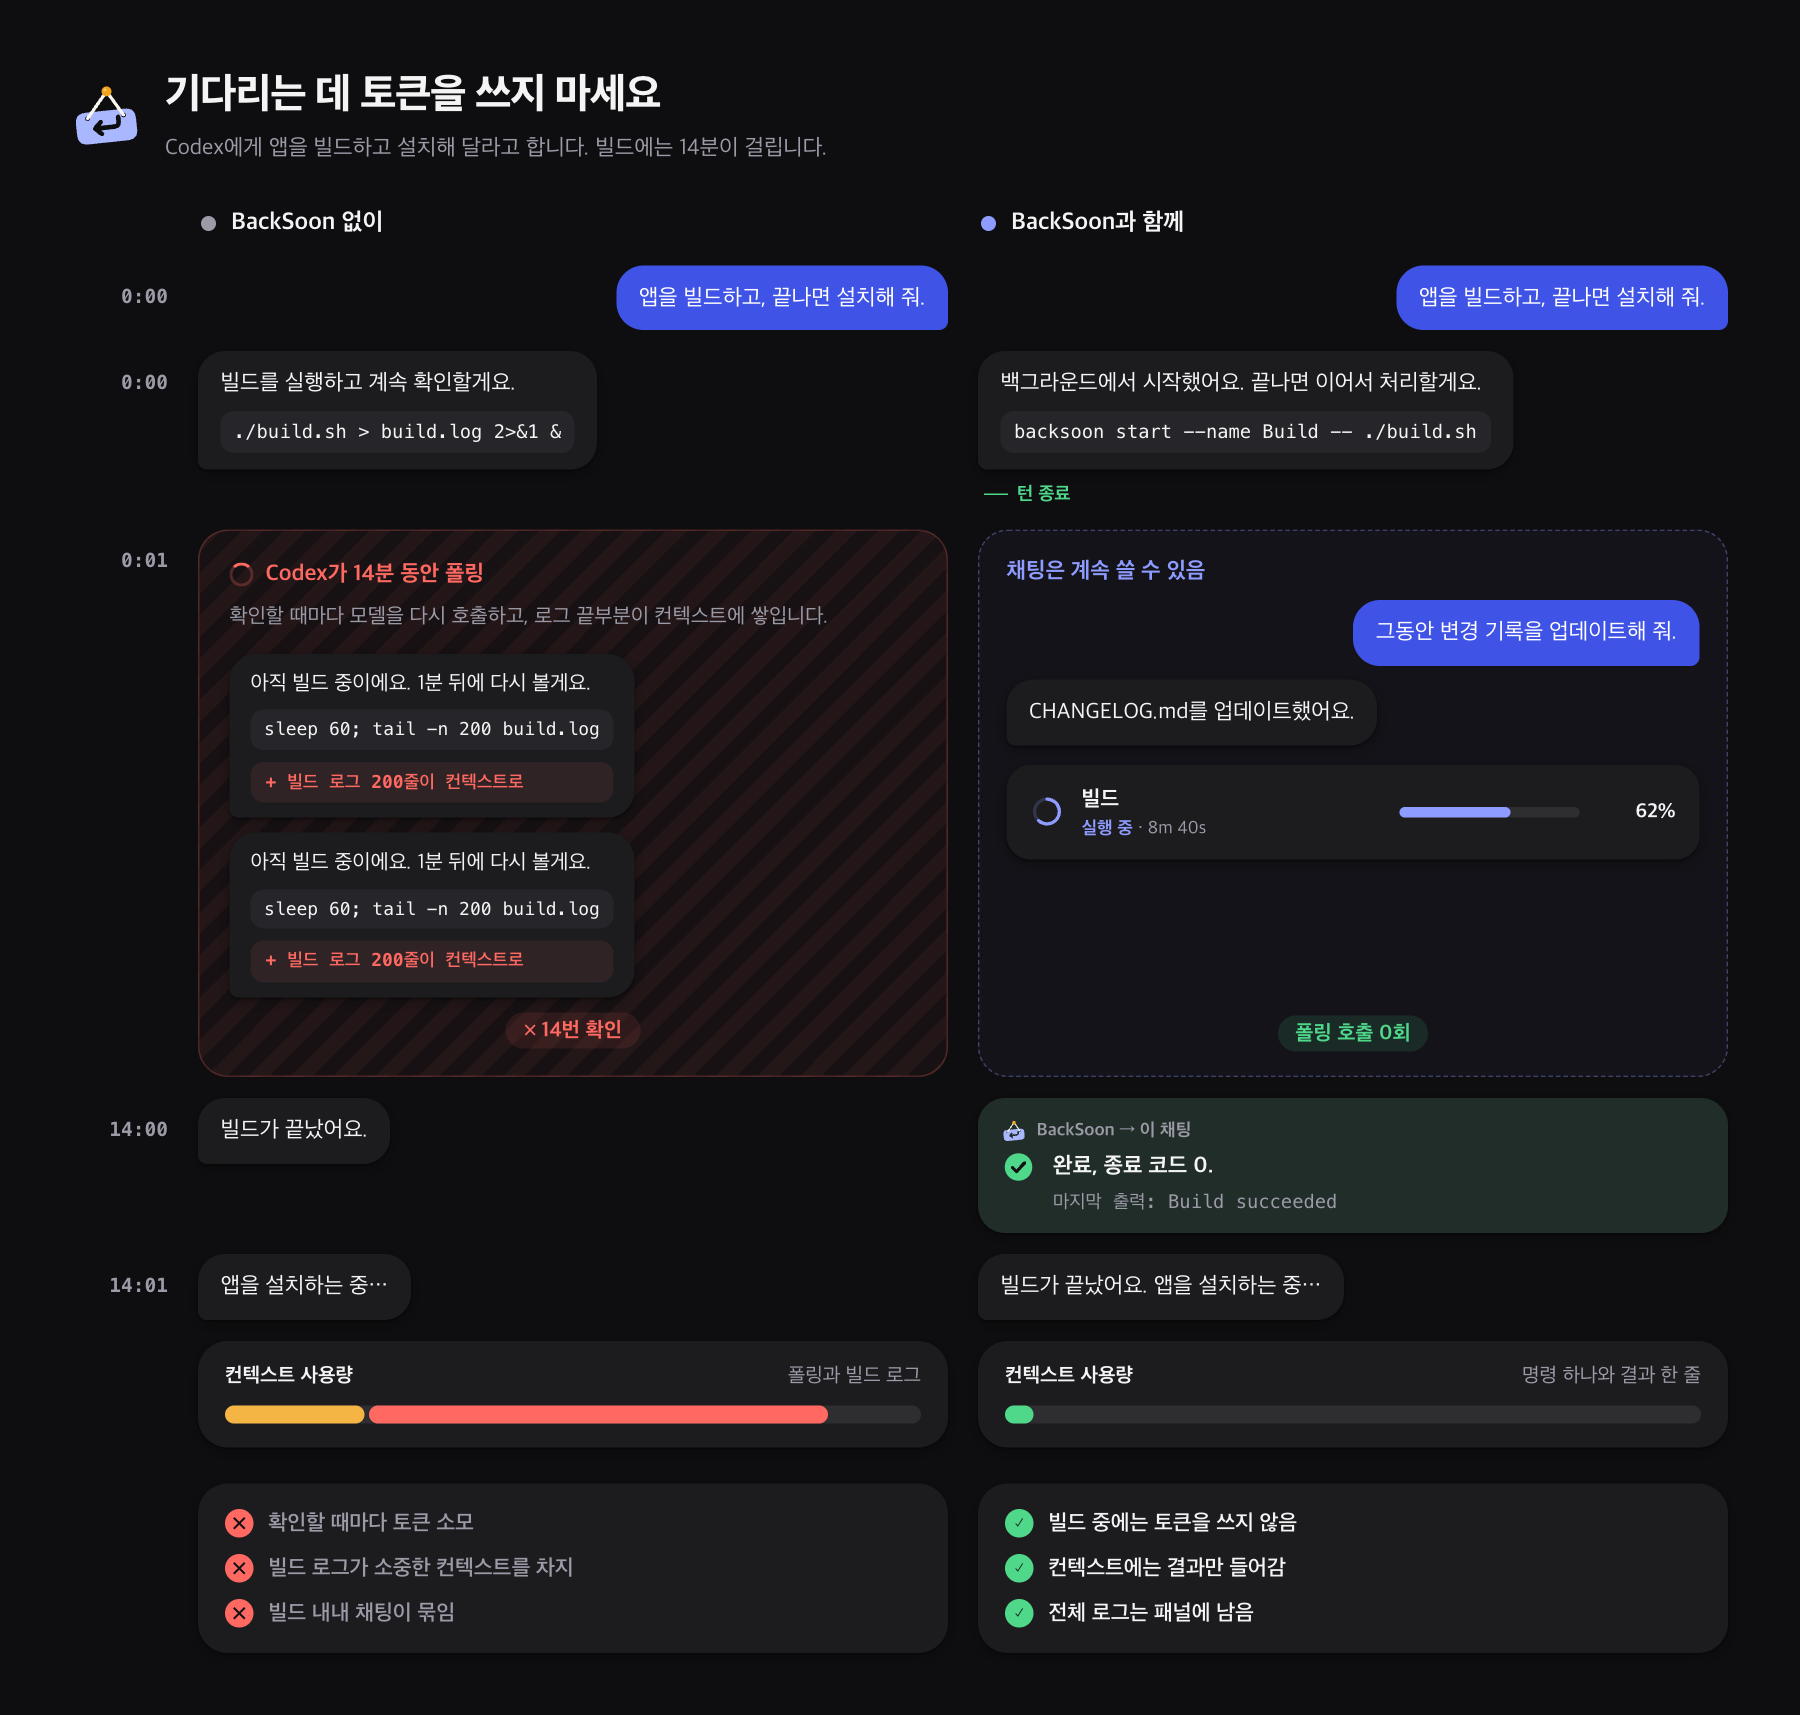 기다리는 데 토큰을 쓰지 마세요
Codex에게 앱을 빌드하고 설치해 달라고 합니다. 빌드에는 14분이 걸립니다.
BackSoon 없이
BackSoon과 함께
0:00
앱을 빌드하고, 끝나면 설치해 줘.
앱을 빌드하고, 끝나면 설치해 줘.
0:00
빌드를 실행하고 계속 확인할게요.
./build.sh > build.log 2>&1 &
백그라운드에서 시작했어요. 끝나면 이어서 처리할게요.
backsoon start --name Build -- ./build.sh
— 턴 종료
0:01
Codex가 14분 동안 폴링
확인할 때마다 모델을 다시 호출하고, 로그 끝부분이 컨텍스트에 쌓입니다.
아직 빌드 중이에요. 1분 뒤에 다시 볼게요.
sleep 60; tail -n 200 build.log
+ 빌드 로그 200줄이 컨텍스트로
아직 빌드 중이에요. 1분 뒤에 다시 볼게요.
sleep 60; tail -n 200 build.log
+ 빌드 로그 200줄이 컨텍스트로
× 14번 확인
채팅은 계속 쓸 수 있음
그동안 변경 기록을 업데이트해 줘.
CHANGELOG.md를 업데이트했어요.
빌드
실행 중 · 8m 40s
62%
폴링 호출 0회
14:00
빌드가 끝났어요.
BackSoon → 이 채팅
완료, 종료 코드 0.
마지막 출력: Build succeeded
14:01
앱을 설치하는 중…
빌드가 끝났어요. 앱을 설치하는 중…
컨텍스트 사용량
폴링과 빌드 로그
컨텍스트 사용량
명령 하나와 결과 한 줄
확인할 때마다 토큰 소모
빌드 로그가 소중한 컨텍스트를 차지
빌드 내내 채팅이 묶임
빌드 중에는 토큰을 쓰지 않음
컨텍스트에는 결과만 들어감
전체 로그는 패널에 남음